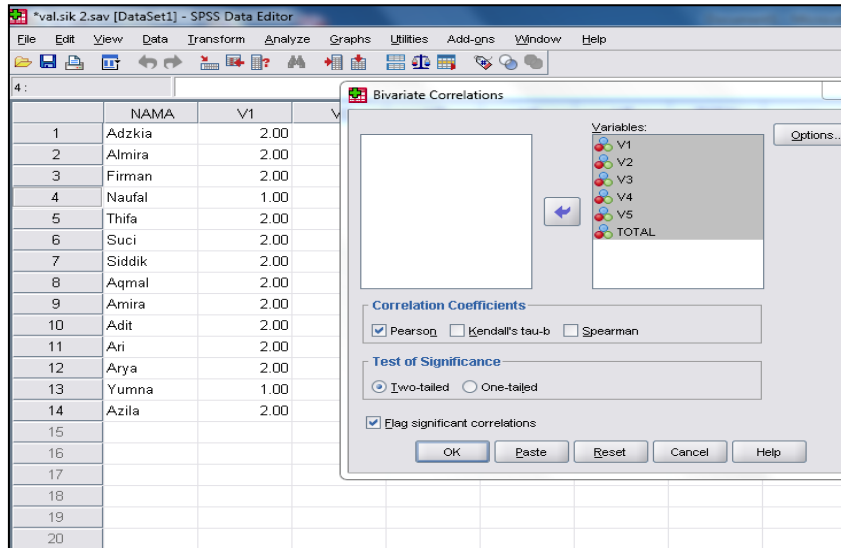 *val.sik 2.sav [DataSet1] - SPSS Data Editor
File Edit View Data Transform Analyze Graphs Utilities Add-ons Window Help
4 :
Bivariate Correlations
NAMA V1
1 Adzkia 2.00
2 Almira 2.00
3 Firman 2.00
4 Naufal 1.00
5 Thifa 2.00
6 Suci 2.00
7 Siddik 2.00
8 Aqmal 2.00
9 Amira 2.00
10 Adit 2.00
11 Ari 2.00
12 Arya 2.00
13 Yumna 1.00
14 Azila 2.00
15
16
17
18
19
20
Variables:
V1
V2
V3
V4
V5
TOTAL
Options...
Correlation Coefficients
Pearson Kendall's tau-b Spearman
Test of Significance
Two-tailed One-tailed
Flag significant correlations
OK Paste Reset Cancel Help